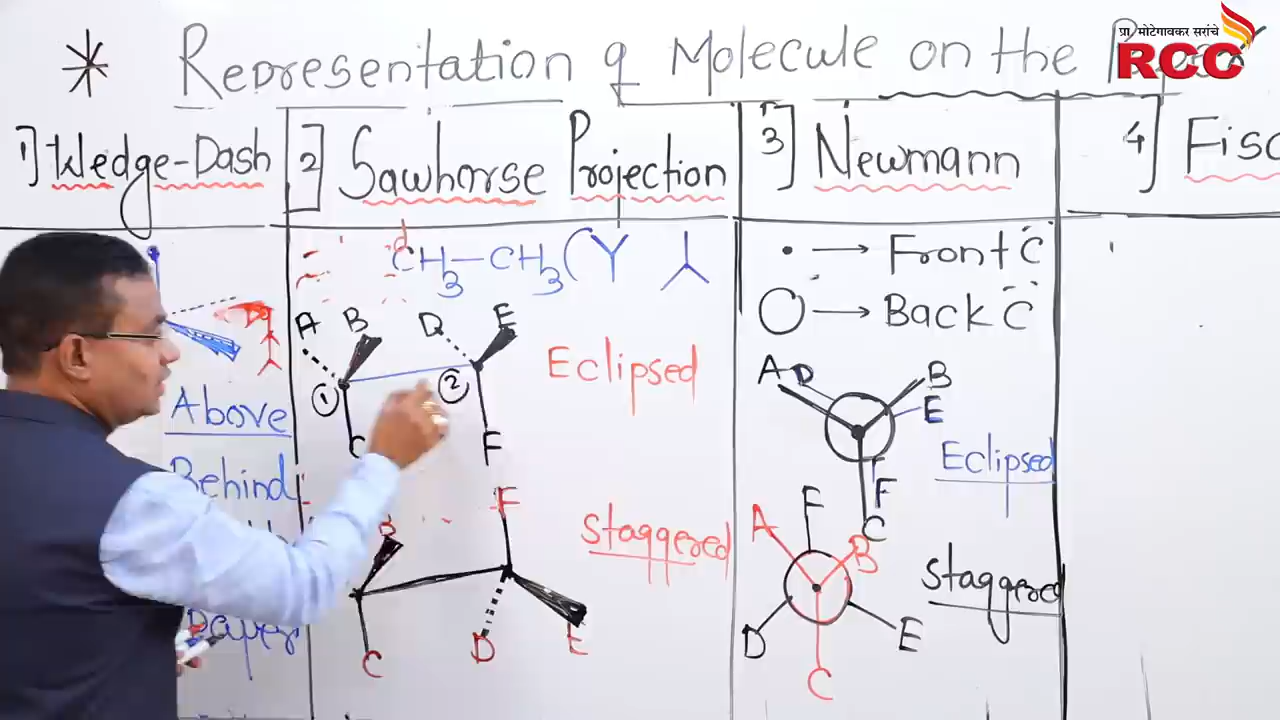 प्रा. मोटेगावकर सरांचे
RCC
* Representation of Molecule on the
1] Wedge-Dash
2] Sawhorse Projection
3] Newmann
4] Fisc
CH3-CH3
Above
Behind
Paper
A B D E
1 2
C F
Eclipsed
B F
C D E
Staggered
• → Front C
○ → Back C
A D B
E
F
C
Eclipsed
A F B
D E
C
Staggered